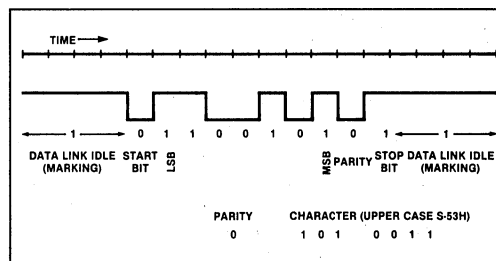 TIME
1 0 1 1 0 0 1 0 1 0 1 1
DATA LINK IDLE (MARKING) START BIT LSB MSB PARITY STOP BIT DATA LINK IDLE (MARKING)
PARITY CHARACTER (UPPER CASE S-53H)
0 1 0 1 0 0 1 1